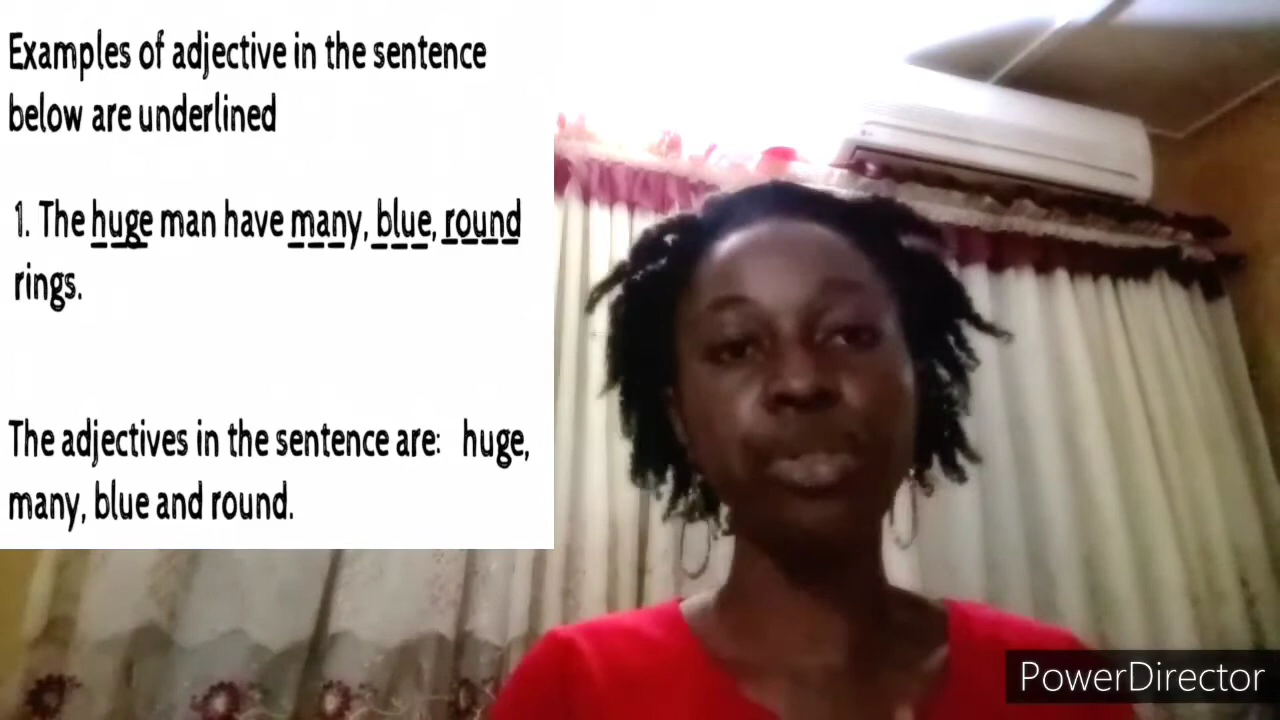 Examples of adjective in the sentence
below are underlined
1. The huge man have many, blue, round
rings.
The adjectives in the sentence are: huge,
many, blue and round.
PowerDirector